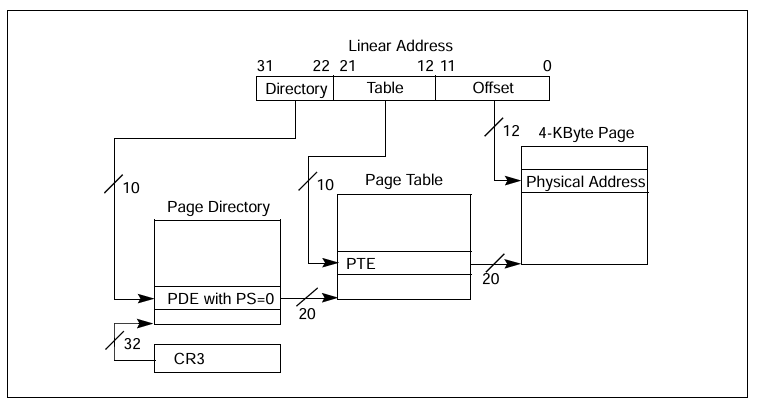 Linear Address
31 22 21 12 11 0
Directory Table Offset
12
4-KByte Page
10
10
Page Table
Physical Address
Page Directory
PTE
20
PDE with PS=0
20
32
CR3